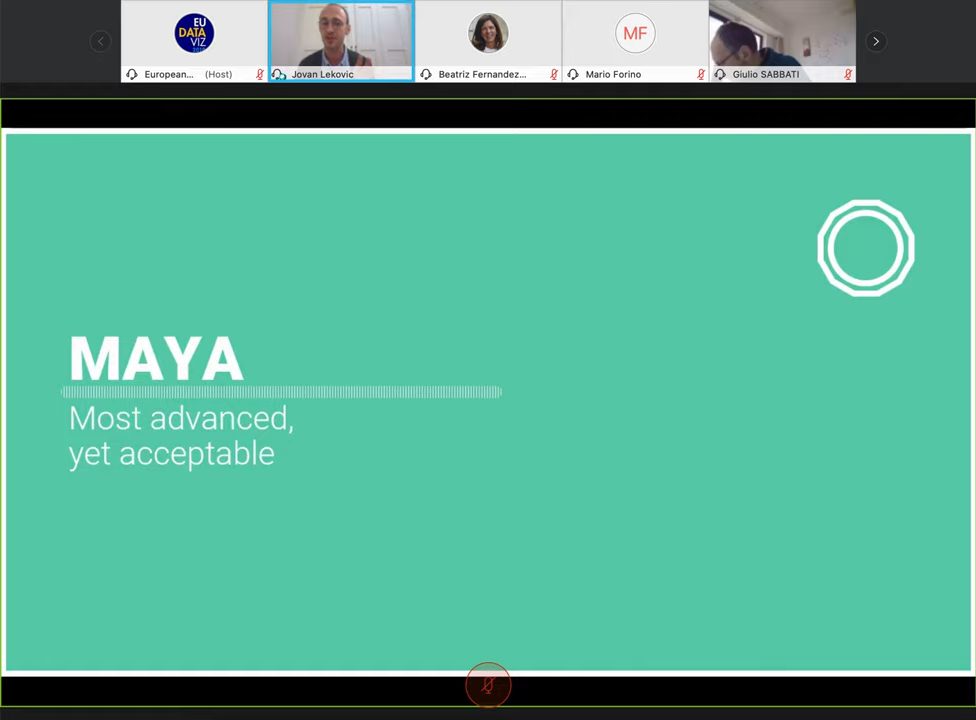 EU
DATA
VIZ
European... (Host)
Jovan Lekovic
Beatriz Fernandez...
MF
Mario Forino
Giulio SABBATI
MAYA
Most advanced,
yet acceptable